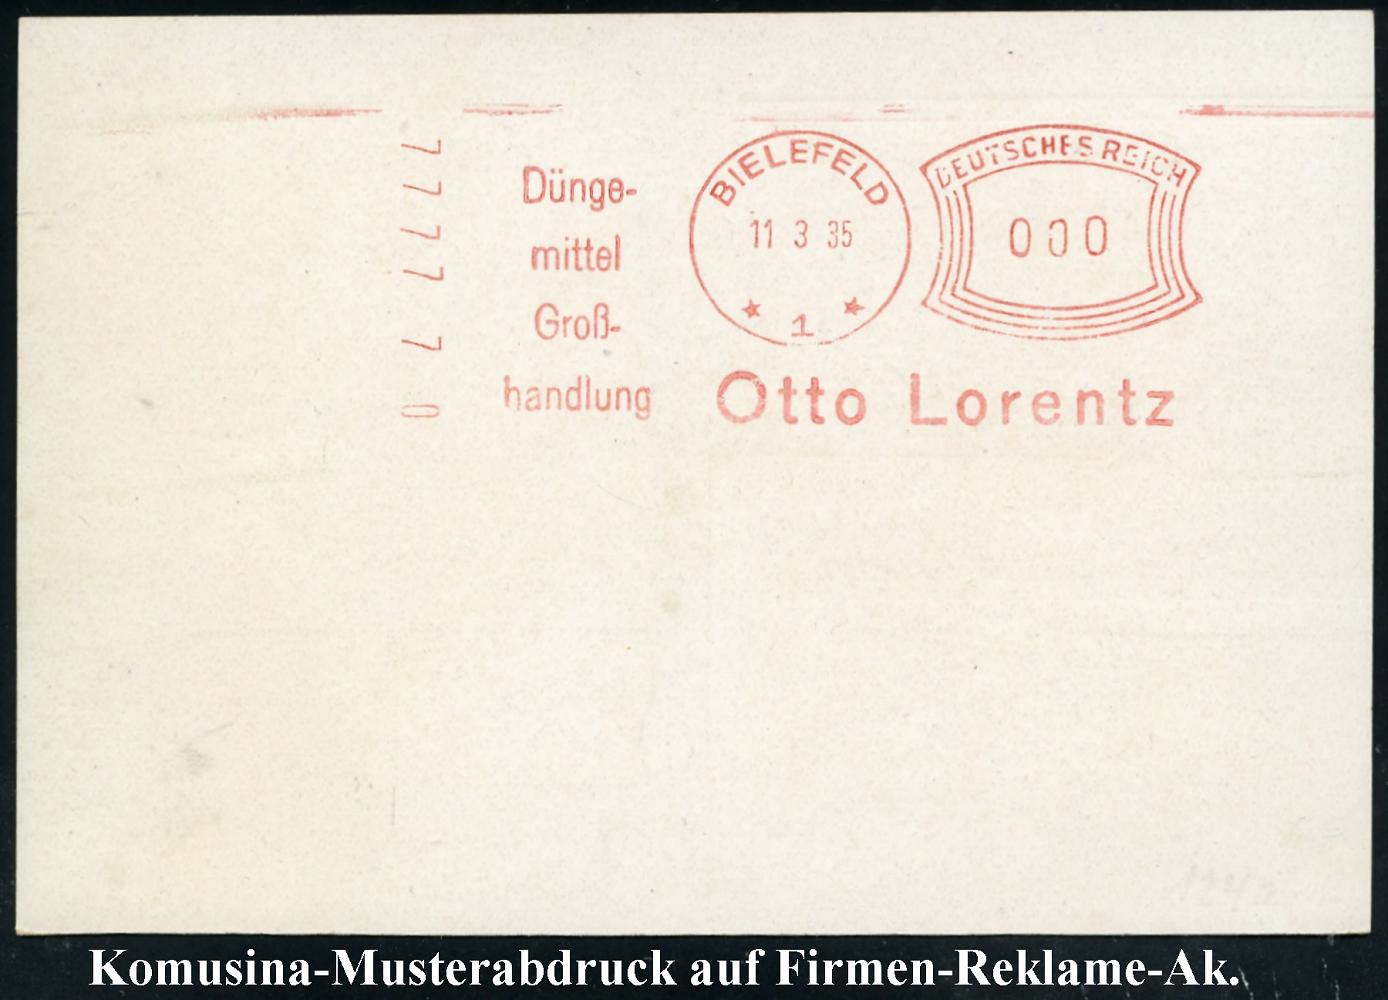 DEUTSCHES REICH
BIELEFELD
11 3 35
1
000
Dünge-
mittel
Groß-
handlung
Otto Lorentz
777770
Komusina-Musterabdruck auf Firmen-Reklame-Ak.